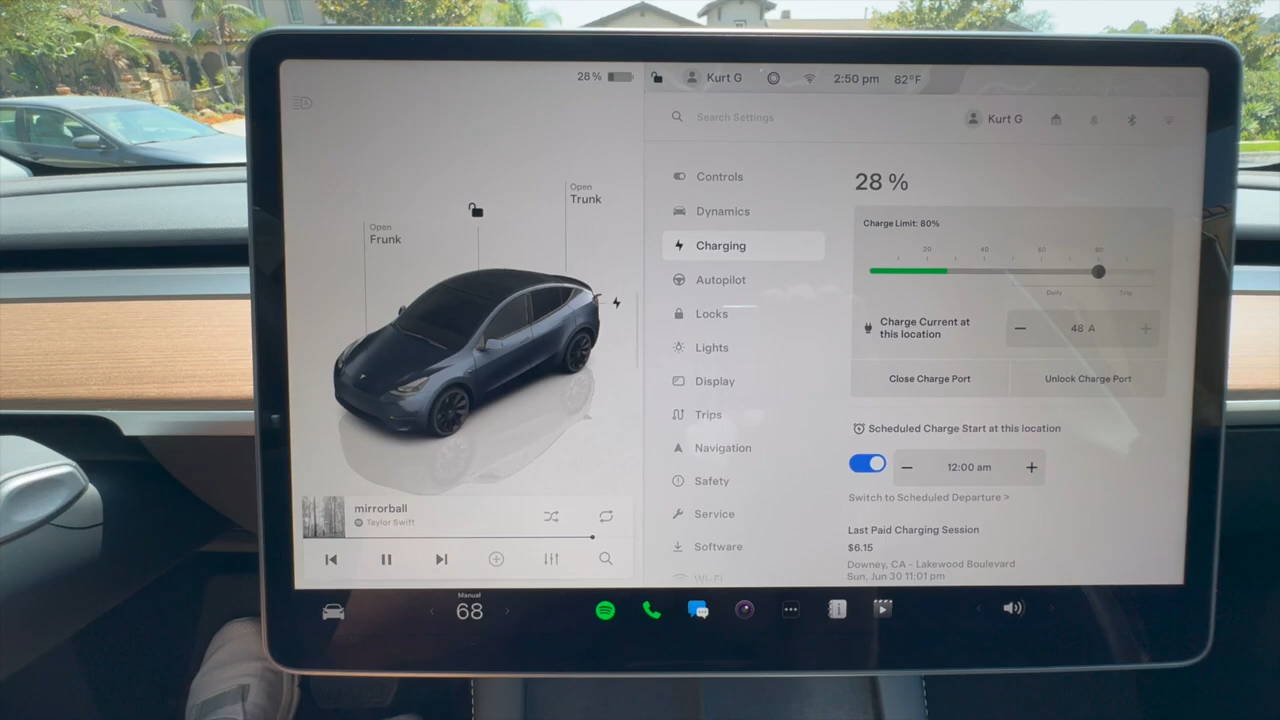 28 %
Kurt G
2:50 pm
82°F
Search Settings
Kurt G
Open
Trunk
Open
Frunk
mirrorball
Taylor Swift
Controls
Dynamics
Charging
Autopilot
Locks
Lights
Display
Trips
Navigation
Safety
Service
Software
Wi-Fi
28 %
Charge Limit: 80%
20 40 60 80
Daily Trip
Charge Current at
this location
48 A
Close Charge Port
Unlock Charge Port
Scheduled Charge Start at this location
12:00 am
Switch to Scheduled Departure >
Last Paid Charging Session
$6.15
Downey, CA - Lakewood Boulevard
Sun, Jun 30 11:01 pm
Manual
68